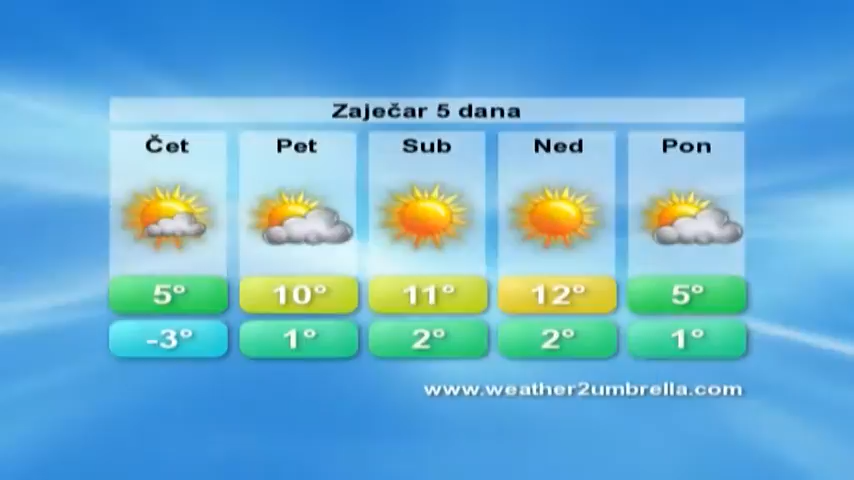 Zaječar 5 dana
Čet Pet Sub Ned Pon
5° 10° 11° 12° 5°
-3° 1° 2° 2° 1°
www.weather2umbrella.com